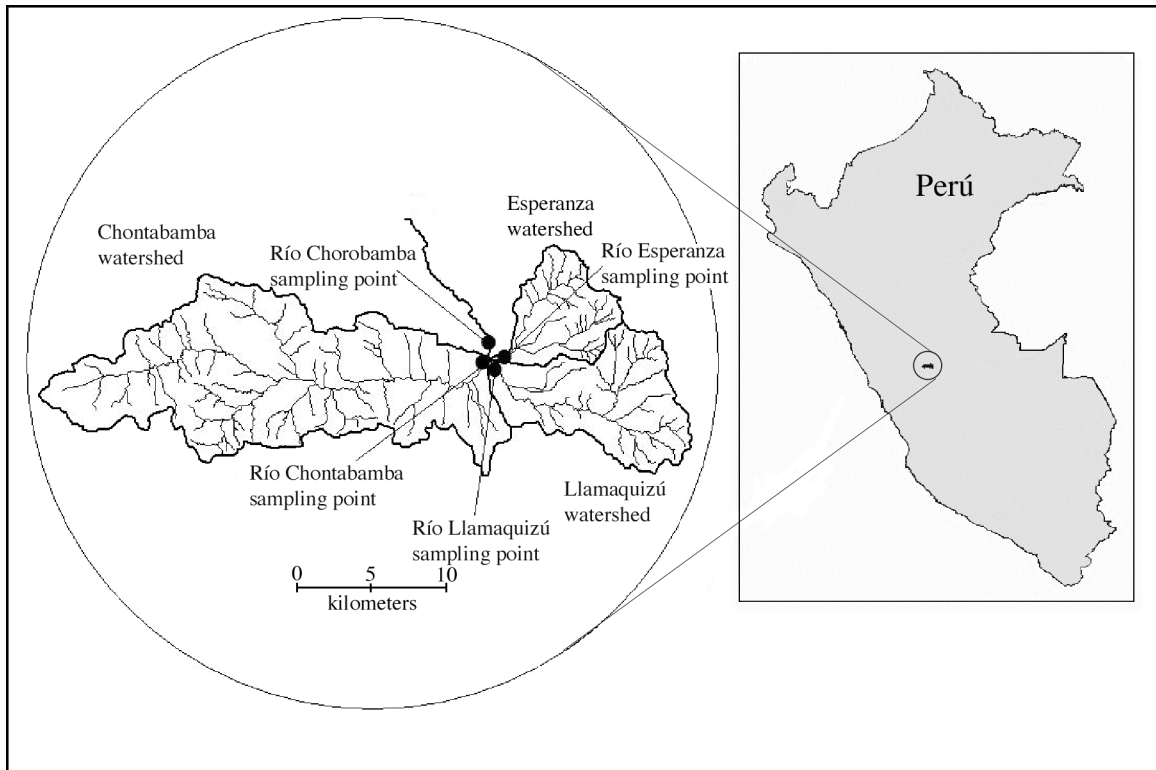 Perú
Esperanza
watershed
Chontabamba
watershed
Río Chorobamba
sampling point
Río Esperanza
sampling point
Río Chontabamba
sampling point
Llamaquizú
watershed
Río Llamaquizú
sampling point
0 5 10
kilometers